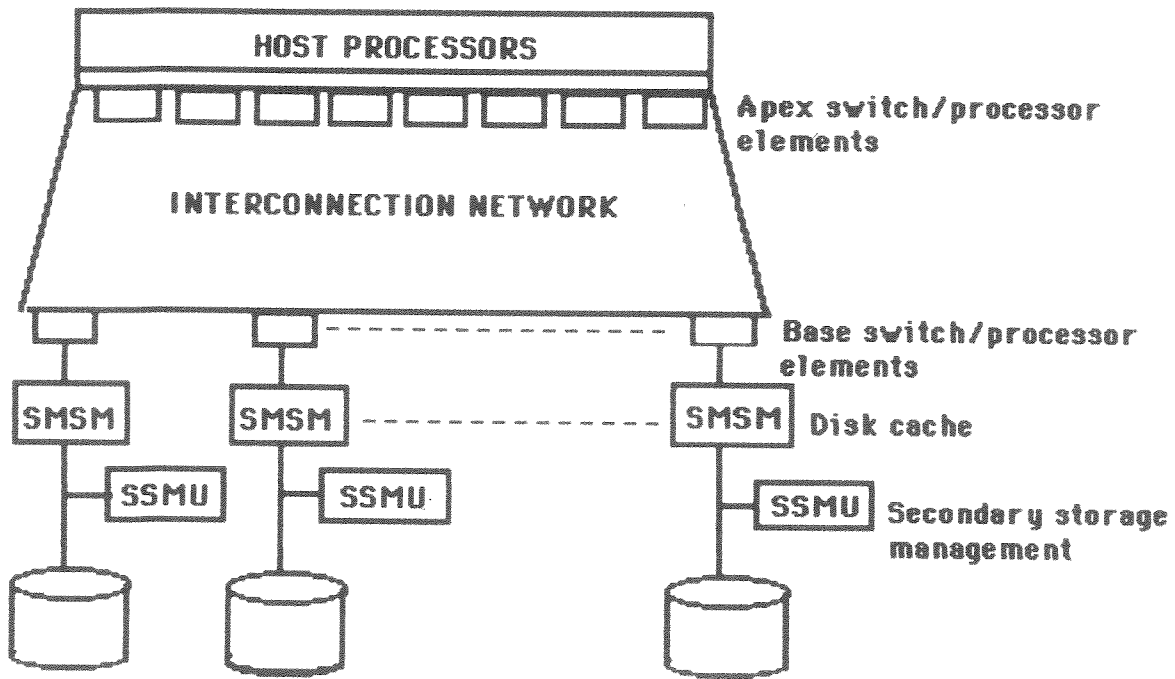 HOST PROCESSORS
Apex switch/processor
elements
INTERCONNECTION NETWORK
Base switch/processor
elements
SMSM
SMSM
SMSM
Disk cache
SSMU
SSMU
SSMU
Secondary storage
management